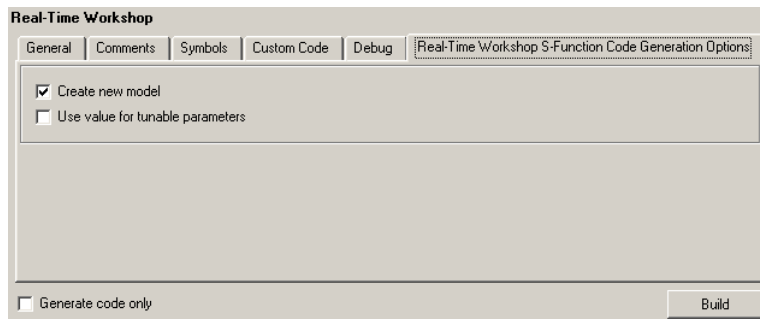 Real-Time Workshop
General Comments Symbols Custom Code Debug Real-Time Workshop S-Function Code Generation Options
Create new model
Use value for tunable parameters
Generate code only Build